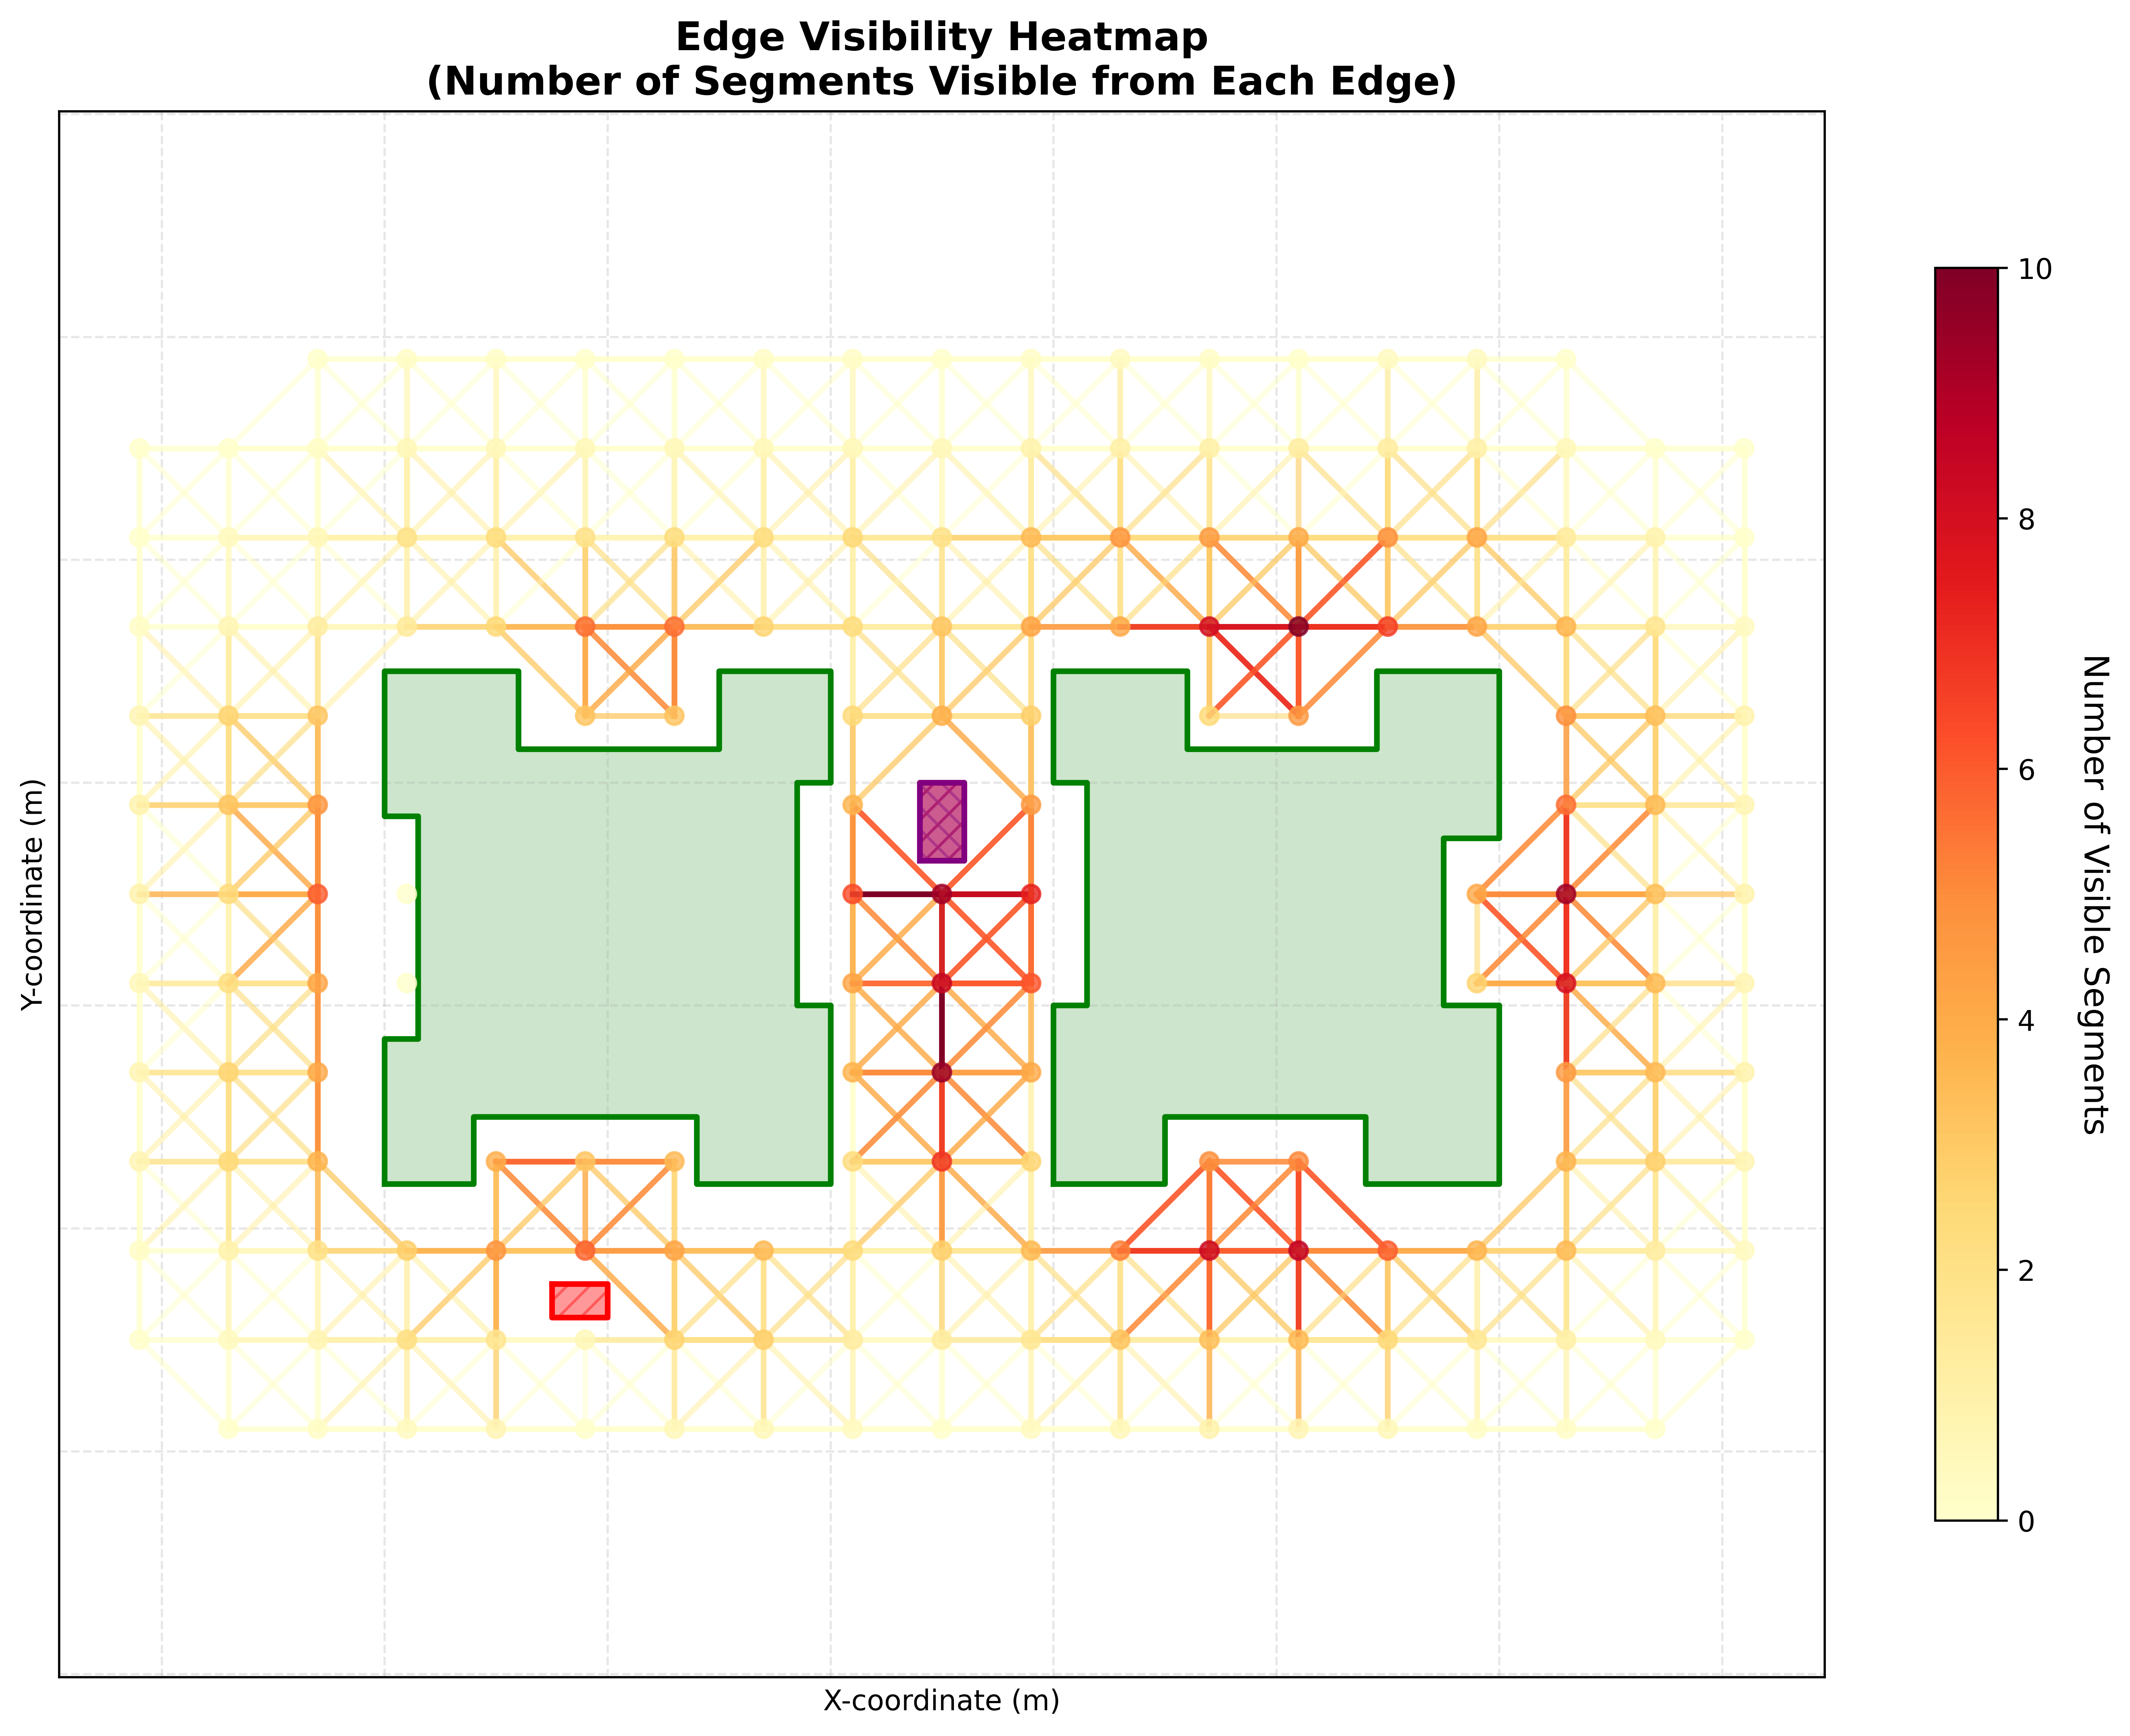 Edge Visibility Heatmap
(Number of Segments Visible from Each Edge)
Y-coordinate (m)
X-coordinate (m)
10
8
6
4
2
0
Number of Visible Segments